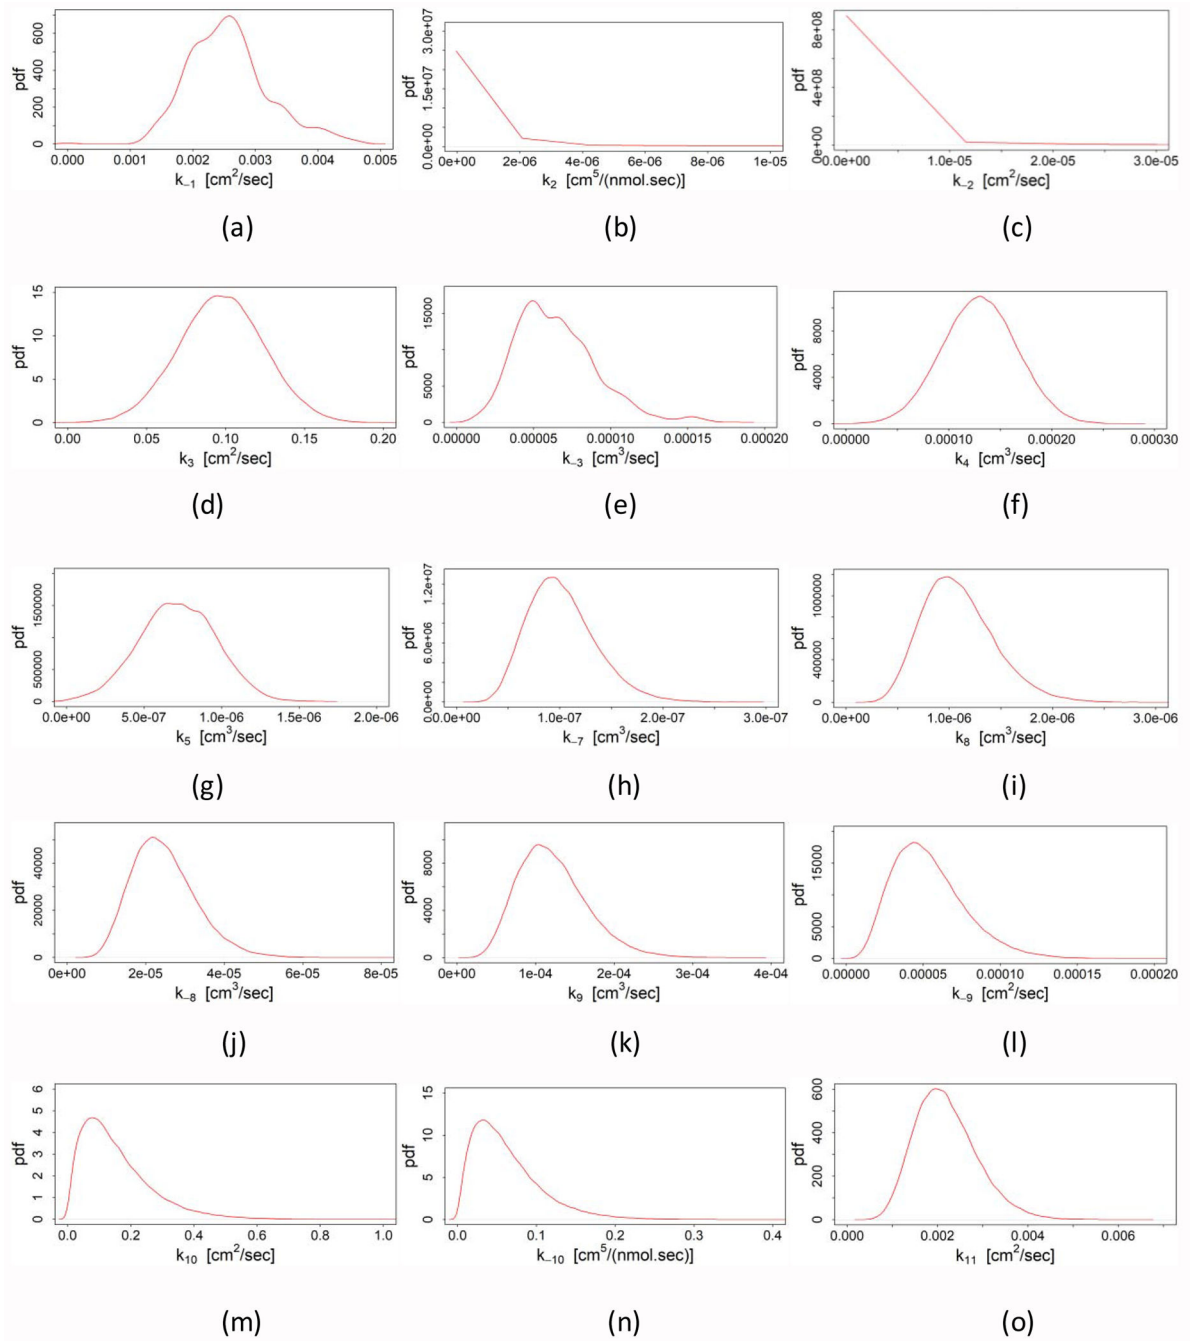 pdf
0 200 400 600
0.000 0.001 0.002 0.003 0.004 0.005
k₋₁ [cm²/sec]
(a)
pdf
0.0e+00 1.5e+07 3.0e+07
0e+00 2e-06 4e-06 6e-06 8e-06 1e-05
k₂ [cm⁵/(nmol.sec)]
(b)
pdf
0e+00 4e+08 8e+08
0.0e+00 1.0e-05 2.0e-05 3.0e-05
k₋₂ [cm²/sec]
(c)
pdf
0 5 10 15
0.00 0.05 0.10 0.15 0.20
k₃ [cm²/sec]
(d)
pdf
0 5000 15000
0.00000 0.00005 0.00010 0.00015 0.00020
k₋₃ [cm³/sec]
(e)
pdf
0 4000 8000
0.00000 0.00010 0.00020 0.00030
k₄ [cm³/sec]
(f)
pdf
0 500000 1500000
0.0e+00 5.0e-07 1.0e-06 1.5e-06 2.0e-06
k₅ [cm³/sec]
(g)
pdf
0.0e+00 6.0e+06 1.2e+07
0.0e+00 1.0e-07 2.0e-07 3.0e-07
k₋₇ [cm³/sec]
(h)
pdf
0 400000 1000000
0.0e+00 1.0e-06 2.0e-06 3.0e-06
k₈ [cm³/sec]
(i)
pdf
0 20000 40000
0e+00 2e-05 4e-05 6e-05 8e-05
k₋₈ [cm³/sec]
(j)
pdf
0 4000 8000
0e+00 1e-04 2e-04 3e-04 4e-04
k₉ [cm³/sec]
(k)
pdf
0 5000 15000
0.00000 0.00005 0.00010 0.00015 0.00020
k₋₉ [cm²/sec]
(l)
pdf
0 1 2 3 4 5 6
0.0 0.2 0.4 0.6 0.8 1.0
k₁₀ [cm²/sec]
(m)
pdf
0 5 10 15
0.0 0.1 0.2 0.3 0.4
k₋₁₀ [cm⁵/(nmol.sec)]
(n)
pdf
0 200 400 600
0.000 0.002 0.004 0.006
k₁₁ [cm²/sec]
(o)